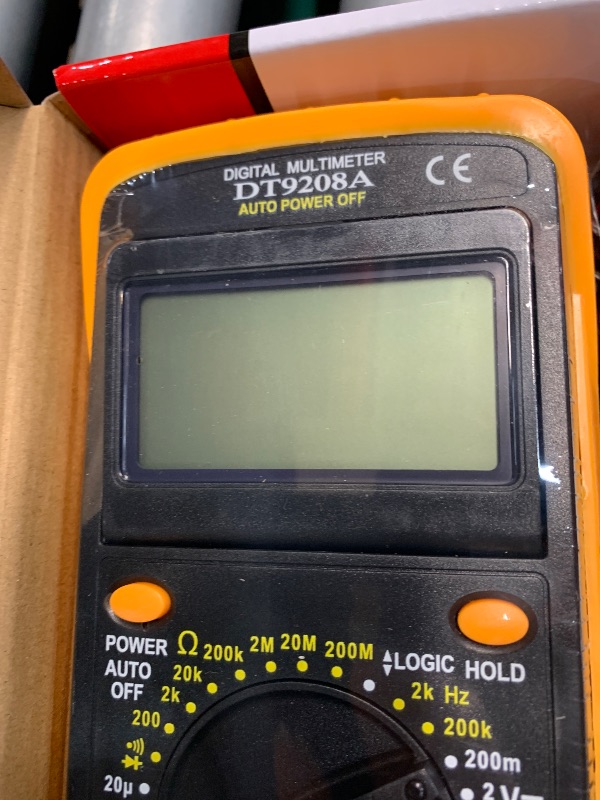 DIGITAL MULTIMETER
DT9208A
AUTO POWER OFF
CE
POWER
AUTO
OFF
Ω 200k 2M 20M 200M LOGIC HOLD
20k
2k
200
20µ
2k Hz
200k
200m
2 V